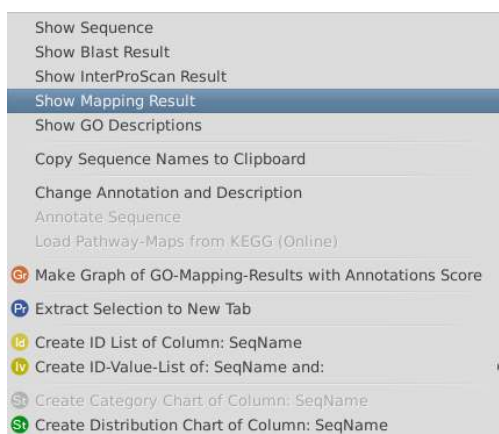 Show Sequence
Show Blast Result
Show InterProScan Result
Show Mapping Result
Show GO Descriptions
Copy Sequence Names to Clipboard
Change Annotation and Description
Annotate Sequence
Load Pathway-Maps from KEGG (Online)
Gr Make Graph of GO-Mapping-Results with Annotations Score
Pr Extract Selection to New Tab
Id Create ID List of Column: SeqName
Iv Create ID-Value-List of: SeqName and:
St Create Category Chart of Column: SeqName
St Create Distribution Chart of Column: SeqName